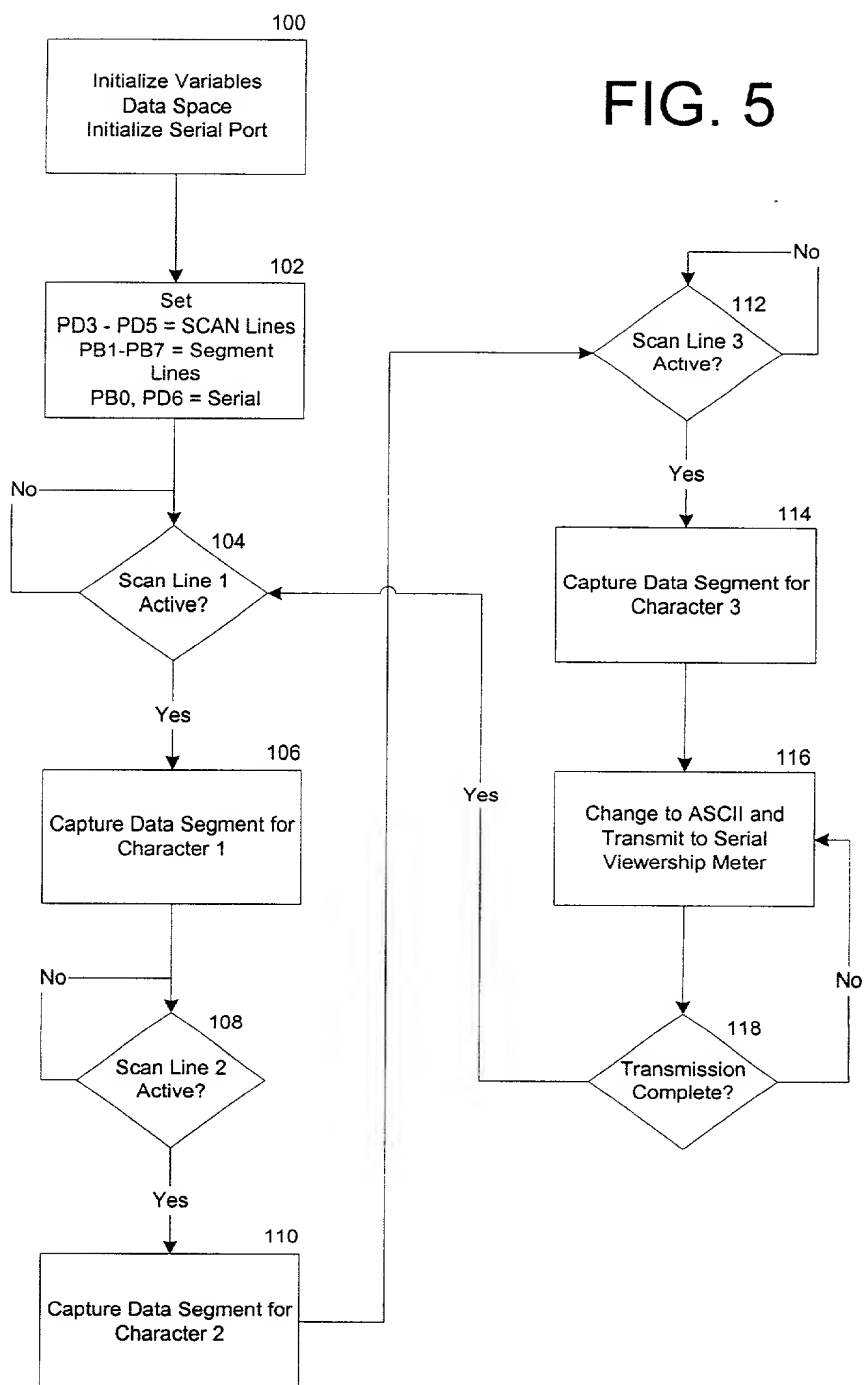 FIG. 5
100
Initialize Variables
Data Space
Initialize Serial Port
102
Set
PD3 - PD5 = SCAN Lines
PB1-PB7 = Segment
Lines
PB0, PD6 = Serial
No
104
Scan Line 1
Active?
Yes
106
Capture Data Segment for
Character 1
No
108
Scan Line 2
Active?
Yes
110
Capture Data Segment for
Character 2
No
112
Scan Line 3
Active?
Yes
114
Capture Data Segment for
Character 3
116
Change to ASCII and
Transmit to Serial
Viewership Meter
No
118
Transmission
Complete?
Yes